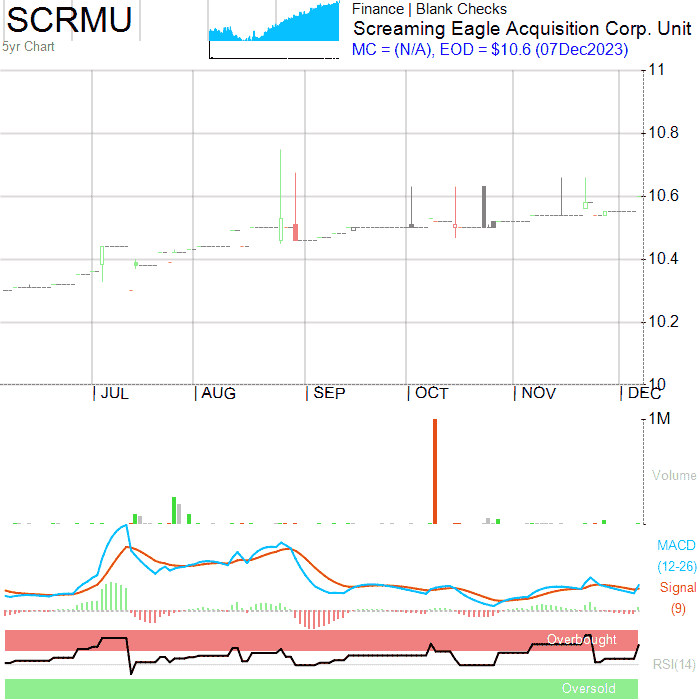 SCRMU
5yr Chart
Finance | Blank Checks
Screaming Eagle Acquisition Corp. Unit
MC = (N/A), EOD = $10.6 (07Dec2023)
11
10.8
10.6
10.4
10.2
10
JUL
AUG
SEP
OCT
NOV
DEC
1M
Volume
MACD
(12-26)
Signal
(9)
Overbought
RSI(14)
Oversold